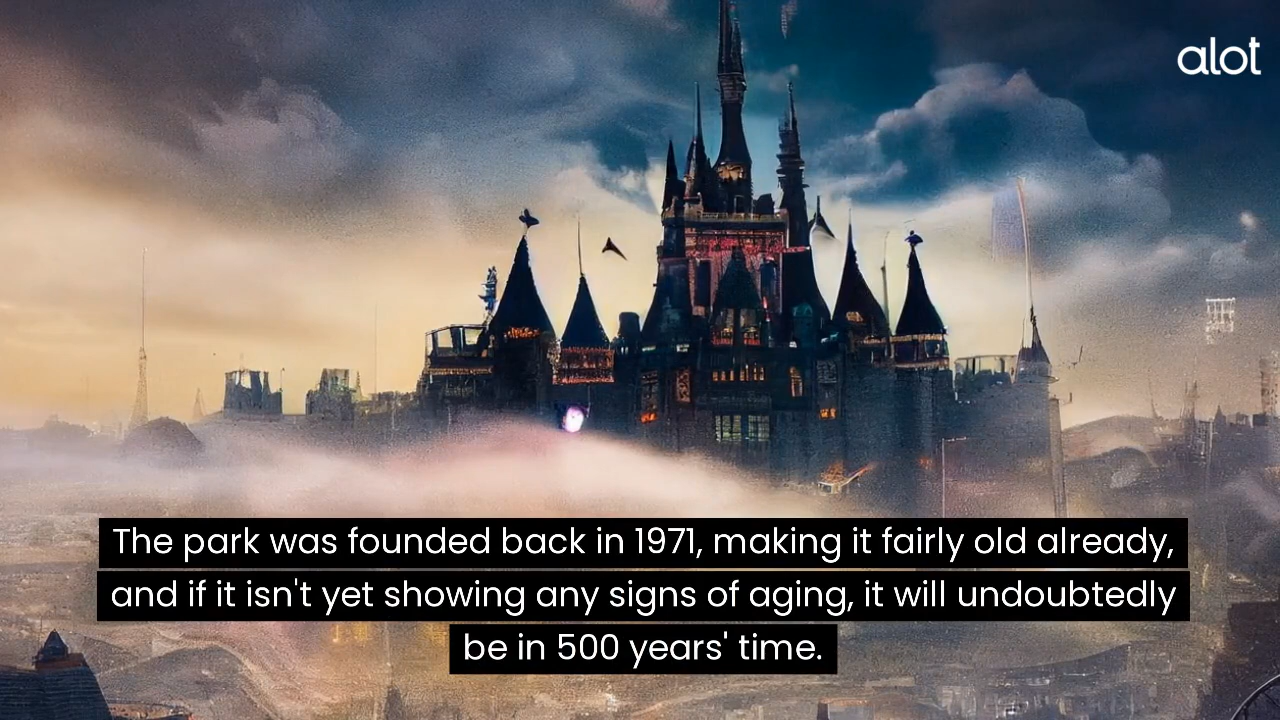 alot
The park was founded back in 1971, making it fairly old already,
and if it isn't yet showing any signs of aging, it will undoubtedly
be in 500 years' time.